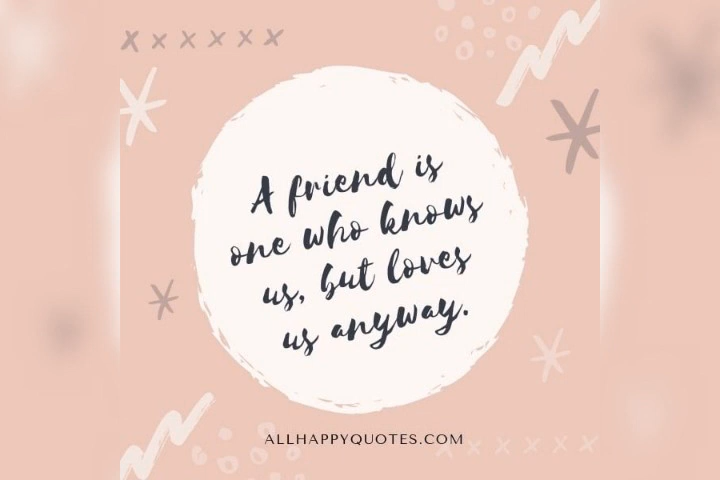 A friend is
one who knows
us, but loves
us anyway.
ALLHAPPYQUOTES.COM